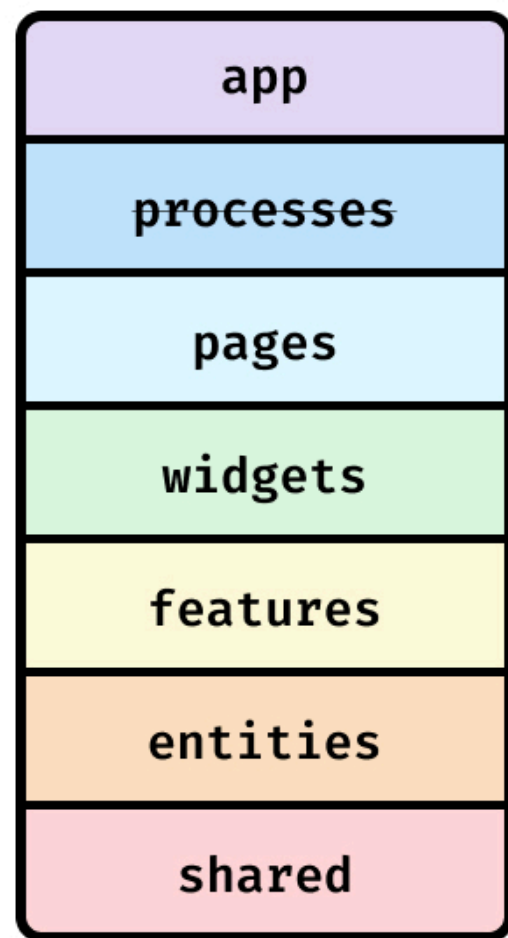 app
processes
pages
widgets
features
entities
shared